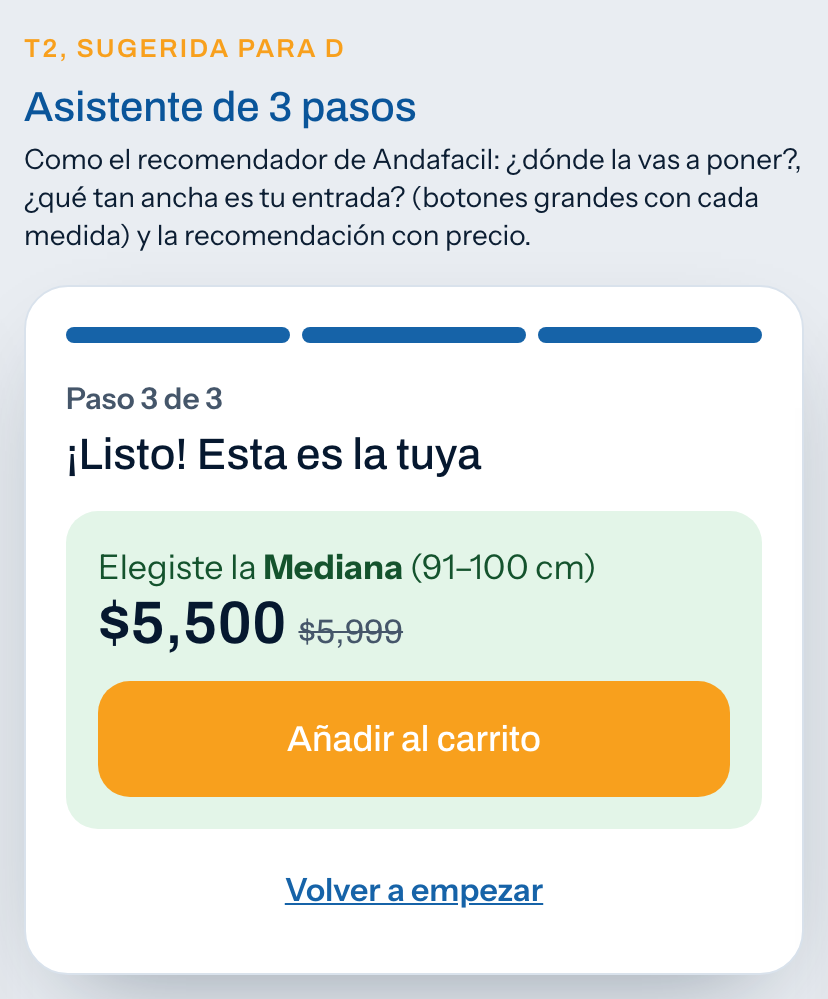 T2, SUGERIDA PARA D
Asistente de 3 pasos
Como el recomendador de Andafacil: ¿dónde la vas a poner?,
¿qué tan ancha es tu entrada? (botones grandes con cada
medida) y la recomendación con precio.
Paso 3 de 3
¡Listo! Esta es la tuya
Elegiste la Mediana (91–100 cm)
$5,500 $5,999
Añadir al carrito
Volver a empezar